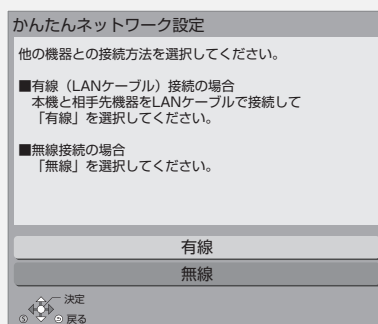 かんたんネットワーク設定
他の機器との接続方法を選択してください。
■有線（LANケーブル）接続の場合
本機と相手先機器をLANケーブルで接続して
「有線」を選択してください。
■無線接続の場合
「無線」を選択してください。
有線
無線
決定
S 戻る